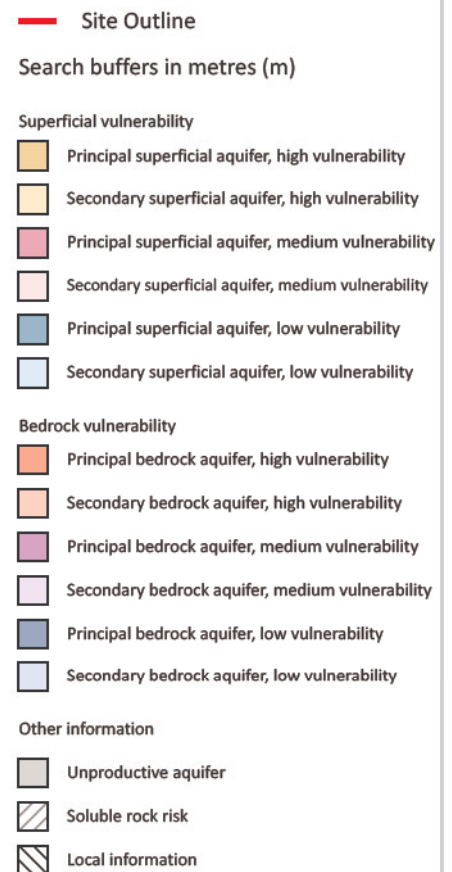 Site Outline
Search buffers in metres (m)
Superficial vulnerability
Principal superficial aquifer, high vulnerability
Secondary superficial aquifer, high vulnerability
Principal superficial aquifer, medium vulnerability
Secondary superficial aquifer, medium vulnerability
Principal superficial aquifer, low vulnerability
Secondary superficial aquifer, low vulnerability
Bedrock vulnerability
Principal bedrock aquifer, high vulnerability
Secondary bedrock aquifer, high vulnerability
Principal bedrock aquifer, medium vulnerability
Secondary bedrock aquifer, medium vulnerability
Principal bedrock aquifer, low vulnerability
Secondary bedrock aquifer, low vulnerability
Other information
Unproductive aquifer
Soluble rock risk
Local information